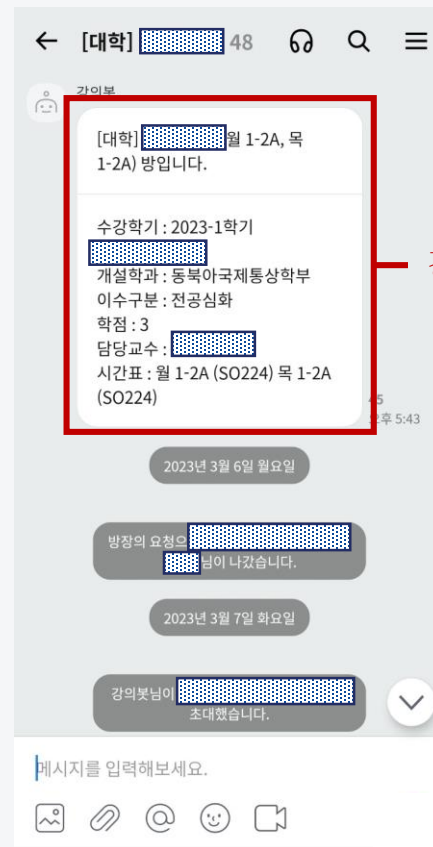 [대학] 48
강의봇
[대학] 월 1-2A, 목
1-2A) 방입니다.
수강학기 : 2023-1학기
개설학과 : 동북아국제통상학부
이수구분 : 전공심화
학점 : 3
담당교수 :
시간표 : 월 1-2A (SO224) 목 1-2A
(SO224)
45
오후 5:43
2023년 3월 6일 월요일
방장의 요청으
님이 나갔습니다.
2023년 3월 7일 화요일
강의봇님이
초대했습니다.
메시지를 입력해보세요.